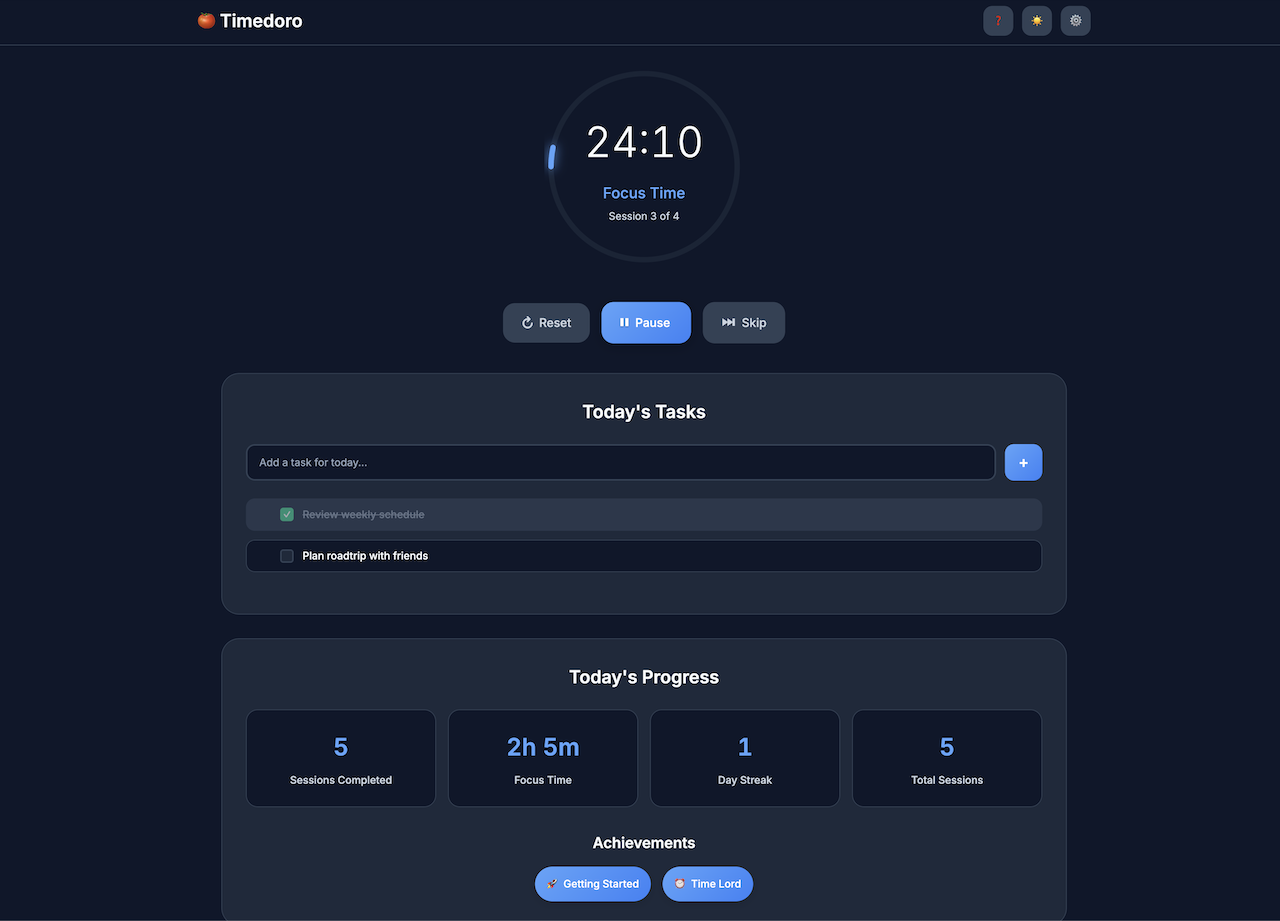 Timedoro
24:10
Focus Time
Session 3 of 4
Reset
Pause
Skip
Today's Tasks
Add a task for today...
+
Review weekly schedule
Plan roadtrip with friends
Today's Progress
5
Sessions Completed
2h 5m
Focus Time
1
Day Streak
5
Total Sessions
Achievements
Getting Started
Time Lord